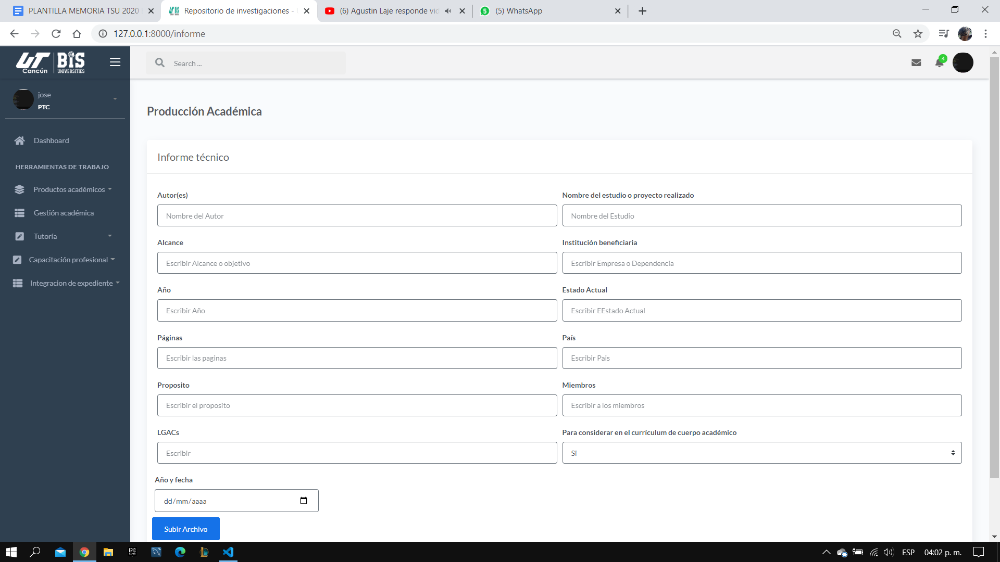 PLANTILLA MEMORIA TSU 2020
Repositorio de investigaciones -
(6) Agustin Laje responde vid
5
(5) WhatsApp
127.0.0.1:8000/informe
UT Cancún
BIS UNIVERSITIES
Search ...
4
jose
PTC
Dashboard
HERRAMIENTAS DE TRABAJO
Productos académicos
Gestión académica
Tutoría
Capacitación profesional
Integracion de expediente
Producción Académica
Informe técnico
Autor(es)
Nombre del estudio o proyecto realizado
Nombre del Autor
Nombre del Estudio
Alcance
Institución beneficiaria
Escribir Alcance o objetivo
Escribir Empresa o Dependencia
Año
Estado Actual
Escribir Año
Escribir EEstado Actual
Páginas
País
Escribir las paginas
Escribir Pais
Proposito
Miembros
Escribir el proposito
Escribir a los miembros
LGACs
Para considerar en el currículum de cuerpo académico
Escribir
Si
Año y fecha
dd/mm/aaaa
Subir Archivo
EPIC GAMES
ESP
04:02 p. m.